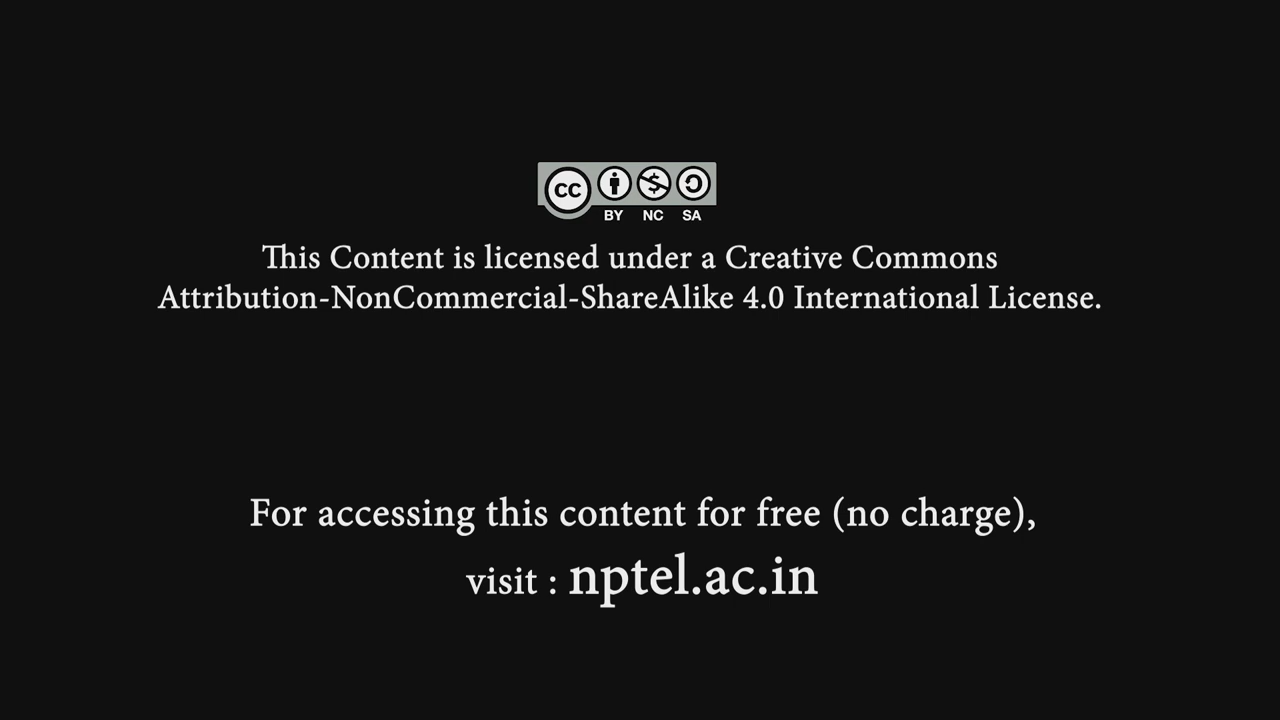 CC BY NC SA
This Content is licensed under a Creative Commons
Attribution-NonCommercial-ShareAlike 4.0 International License.
For accessing this content for free (no charge),
visit : nptel.ac.in